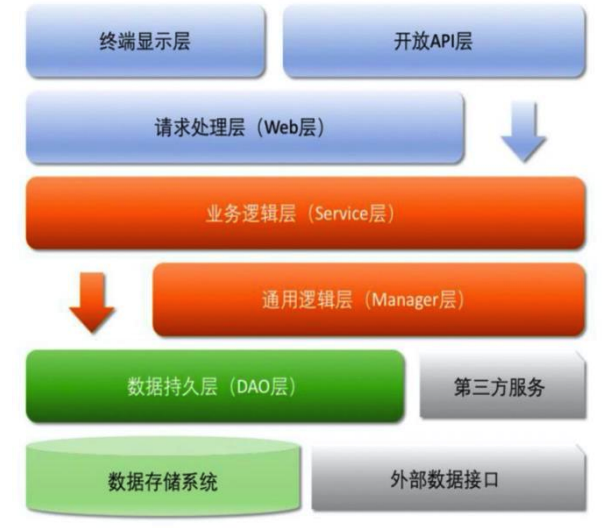 终端显示层
开放API层
请求处理层（Web层）
业务逻辑层（Service层）
通用逻辑层（Manager层）
数据持久层（DAO层）
第三方服务
数据存储系统
外部数据接口